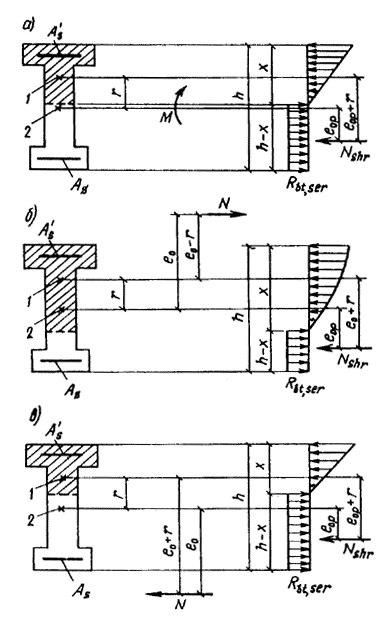 а)
A's
1
2
r
M
h
x
h-x
e0p
e0p+r
Nshr
Rbt,ser
As
б)
N
A's
1
2
e0
e0-r
r
h
x
h-x
e0p
e0+r
Nshr
Rbt,ser
As
в)
A's
1
2
r
e0+r
e0
h
x
h-x
e0p
e0p+r
Nshr
Rbt,ser
As
N